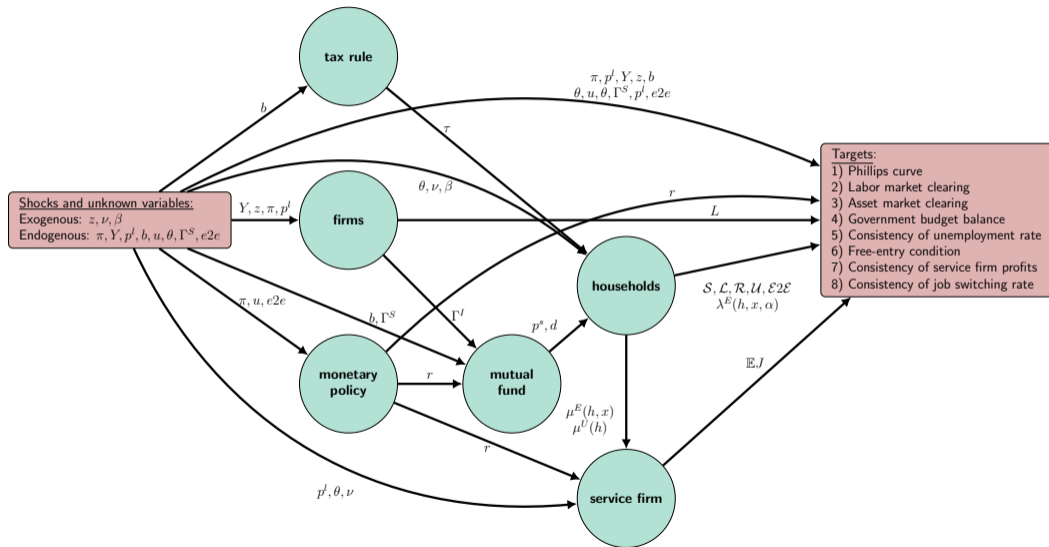 tax rule
π, p^l, Y, z, b
θ, u, θ, Γ^S, p^l, e2e
b
τ
Targets:
1) Phillips curve
2) Labor market clearing
3) Asset market clearing
4) Government budget balance
5) Consistency of unemployment rate
6) Free-entry condition
7) Consistency of service firm profits
8) Consistency of job switching rate
θ, ν, β
r
Shocks and unknown variables:
Exogenous: z, ν, β
Endogenous: π, Y, p^l, b, u, θ, Γ^S, e2e
Y, z, π, p^l
firms
L
households
𝒮, ℒ, ℛ, 𝒰, ℰ2ℰ
λ^E(h, x, α)
π, u, e2e
b, Γ^S
Γ^I
p^s, d
monetary
policy
r
mutual
fund
𝔼J
μ^E(h, x)
μ^U(h)
r
p^l, θ, ν
service firm